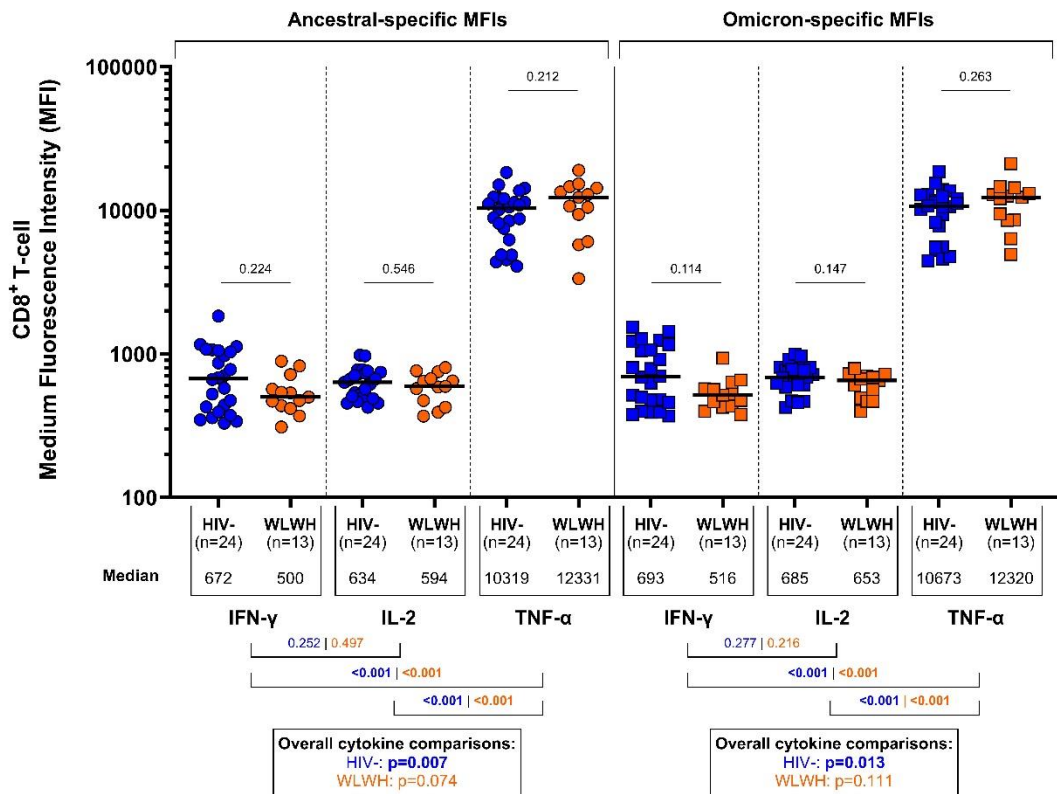 Ancestral-specific MFIs
Omicron-specific MFIs
CD8+ T-cell
Medium Fluorescence Intensity (MFI)
100000
10000
1000
100
0.224
0.546
0.212
0.114
0.147
0.263
HIV- WLWH HIV- WLWH HIV- WLWH HIV- WLWH HIV- WLWH HIV- WLWH
(n=24) (n=13) (n=24) (n=13) (n=24) (n=13) (n=24) (n=13) (n=24) (n=13) (n=24) (n=13)
Median 672 500 634 594 10319 12331 693 516 685 653 10673 12320
IFN-γ IL-2 TNF-α IFN-γ IL-2 TNF-α
0.252 | 0.497
<0.001 | <0.001
<0.001 | <0.001
Overall cytokine comparisons:
HIV-: p=0.007
WLWH: p=0.074
0.277 | 0.216
<0.001 | <0.001
<0.001 | <0.001
Overall cytokine comparisons:
HIV-: p=0.013
WLWH: p=0.111